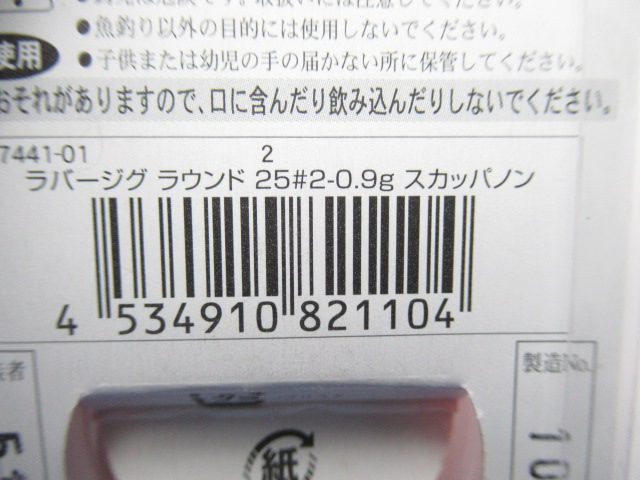 ●魚釣り以外の目的には使用しないでください。
使用
●子供または幼児の手の届かない所に保管してください。
おそれがありますので、口に含んだり飲み込んだりしないでください。
7441-01 2
ラバージグ ラウンド 25#2-0.9g スカッパノン
4 534910 821104
者
製造No.
10
紙